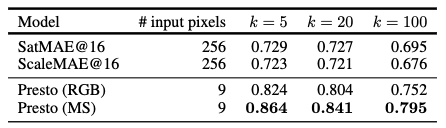 Model # input pixels k = 5 k = 20 k = 100
SatMAE@16 256 0.729 0.727 0.695
ScaleMAE@16 256 0.723 0.721 0.676
Presto (RGB) 9 0.824 0.804 0.752
Presto (MS) 9 0.864 0.841 0.795